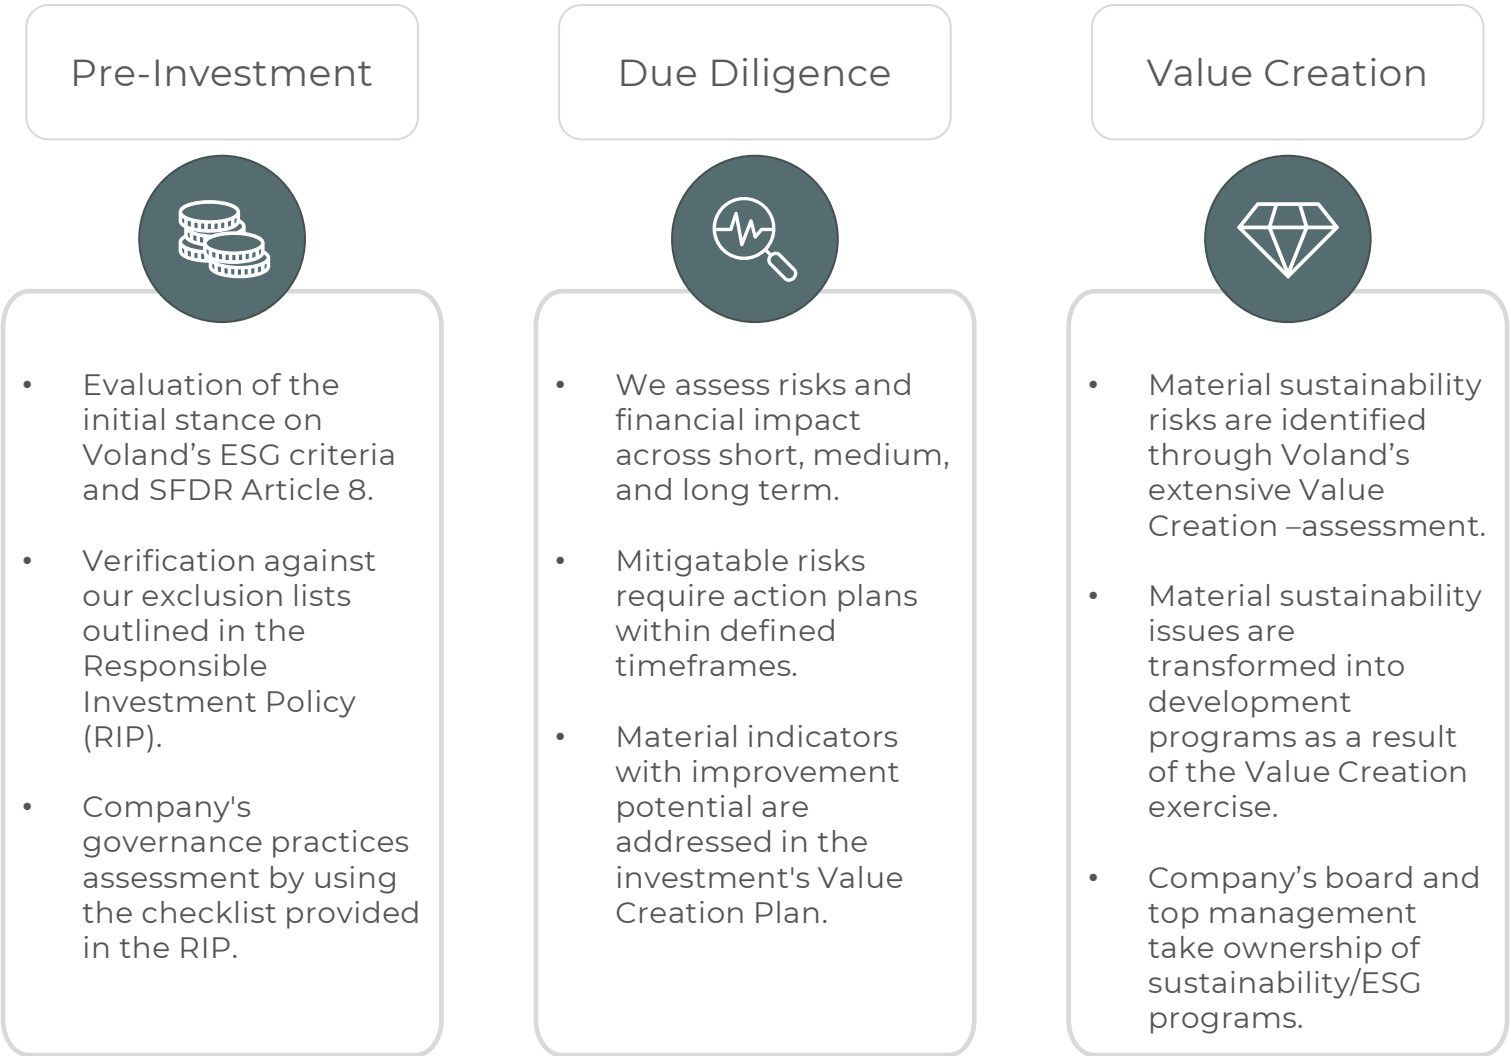 Pre-Investment
• Evaluation of the
initial stance on
Voland’s ESG criteria
and SFDR Article 8.
• Verification against
our exclusion lists
outlined in the
Responsible
Investment Policy
(RIP).
• Company's
governance practices
assessment by using
the checklist provided
in the RIP.
Due Diligence
• We assess risks and
financial impact
across short, medium,
and long term.
• Mitigatable risks
require action plans
within defined
timeframes.
• Material indicators
with improvement
potential are
addressed in the
investment's Value
Creation Plan.
Value Creation
• Material sustainability
risks are identified
through Voland’s
extensive Value
Creation –assessment.
• Material sustainability
issues are
transformed into
development
programs as a result
of the Value Creation
exercise.
• Company’s board and
top management
take ownership of
sustainability/ESG
programs.